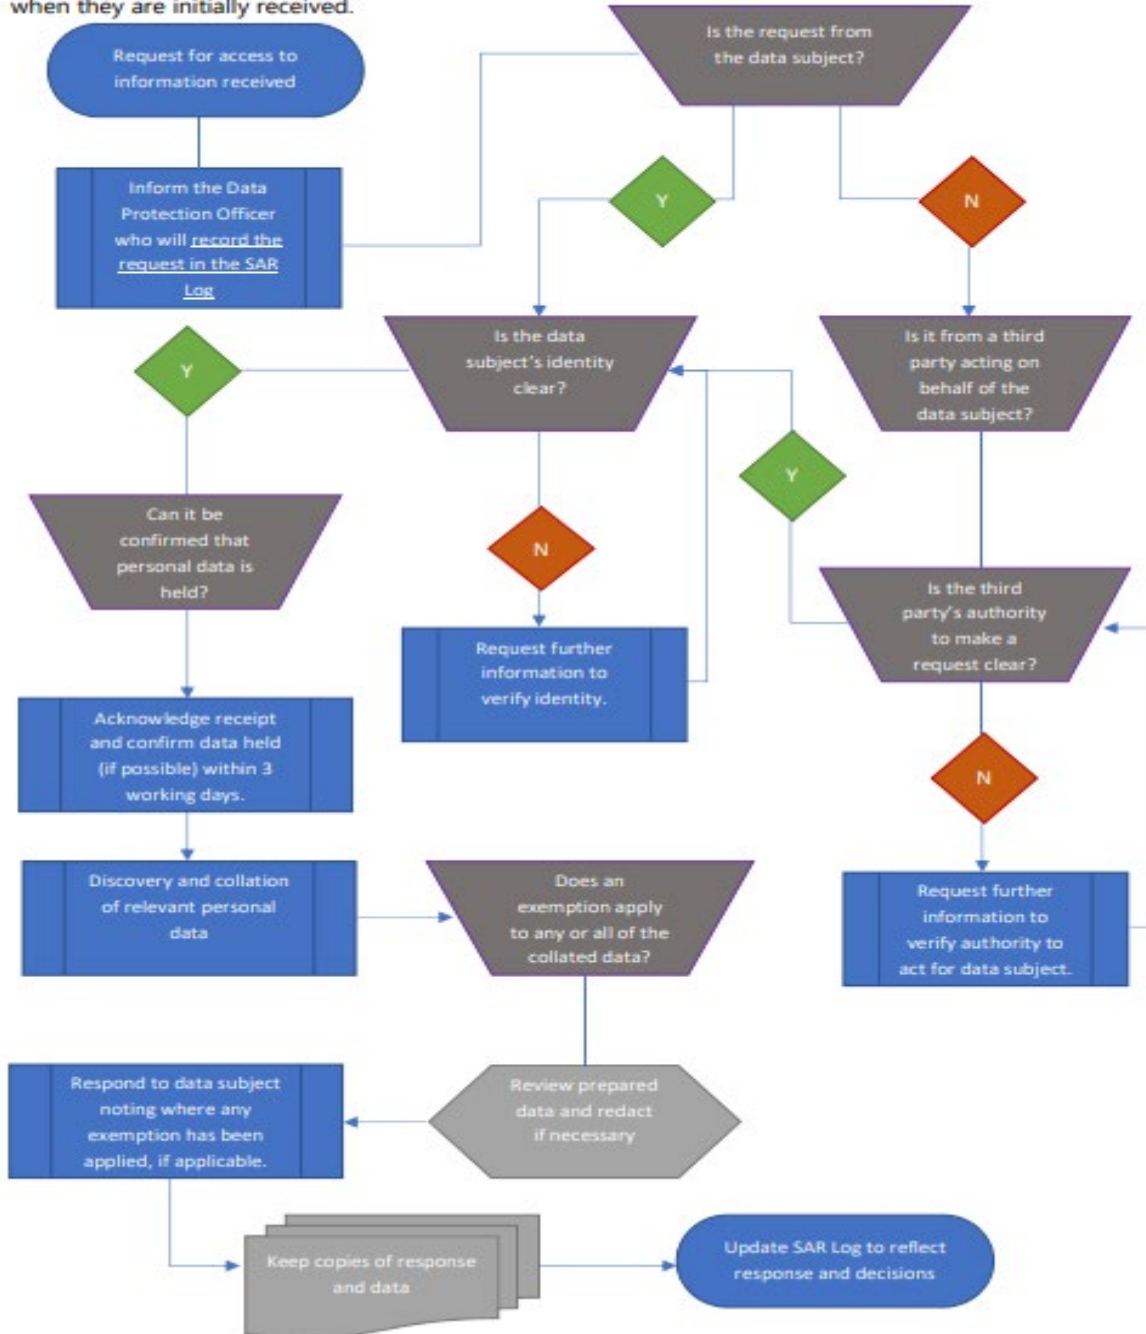 when they are initially received.
Request for access to
information received
Is the request from
the data subject?
Inform the Data
Protection Officer
who will record the
request in the SAR
Log
Y
N
Y
Is the data
subject's identity
clear?
Is it from a third
party acting on
behalf of the
data subject?
Y
Can it be
confirmed that
personal data is
held?
N
Is the third
party's authority
to make a
request clear?
Request further
information to
verify identity.
Acknowledge receipt
and confirm data held
(if possible) within 3
working days.
N
Discovery and collation
of relevant personal
data
Does an
exemption apply
to any or all of the
collated data?
Request further
information to
verify authority to
act for data subject.
Respond to data subject
noting where any
exemption has been
applied, if applicable.
Review prepared
data and redact
if necessary
Keep copies of response
and data
Update SAR Log to reflect
response and decisions